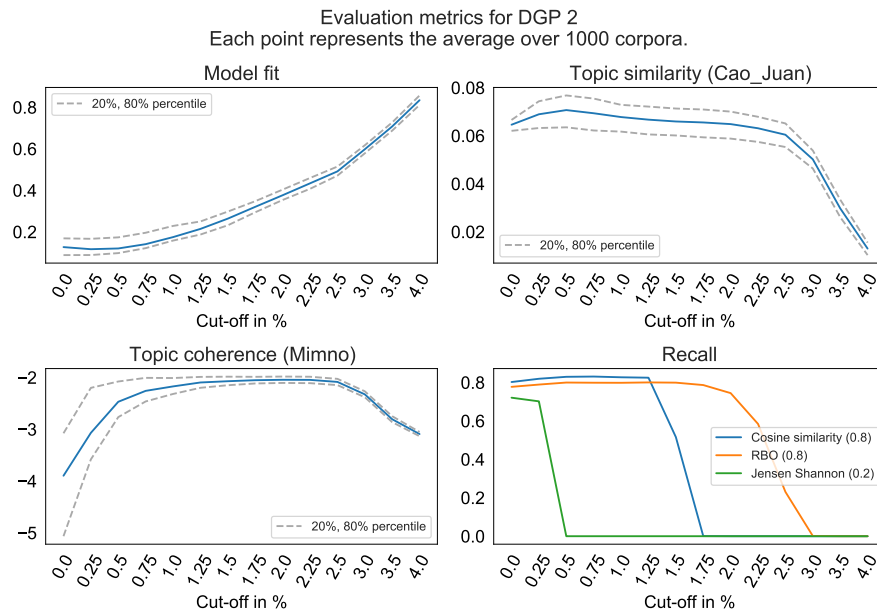 Evaluation metrics for DGP 2
Each point represents the average over 1000 corpora.
Model fit
0.8
0.6
0.4
0.2
20%, 80% percentile
0.0 0.25 0.5 0.75 1.0 1.25 1.5 1.75 2.0 2.25 2.5 3.0 3.5 4.0
Cut-off in %
Topic similarity (Cao_Juan)
0.08
0.06
0.04
0.02
20%, 80% percentile
0.0 0.25 0.5 0.75 1.0 1.25 1.5 1.75 2.0 2.25 2.5 3.0 3.5 4.0
Cut-off in %
Topic coherence (Mimno)
−2
−3
−4
−5
20%, 80% percentile
0.0 0.25 0.5 0.75 1.0 1.25 1.5 1.75 2.0 2.25 2.5 3.0 3.5 4.0
Cut-off in %
Recall
0.8
0.6
0.4
0.2
0.0
Cosine similarity (0.8)
RBO (0.8)
Jensen Shannon (0.2)
0.0 0.25 0.5 0.75 1.0 1.25 1.5 1.75 2.0 2.25 2.5 3.0 3.5 4.0
Cut-off in %